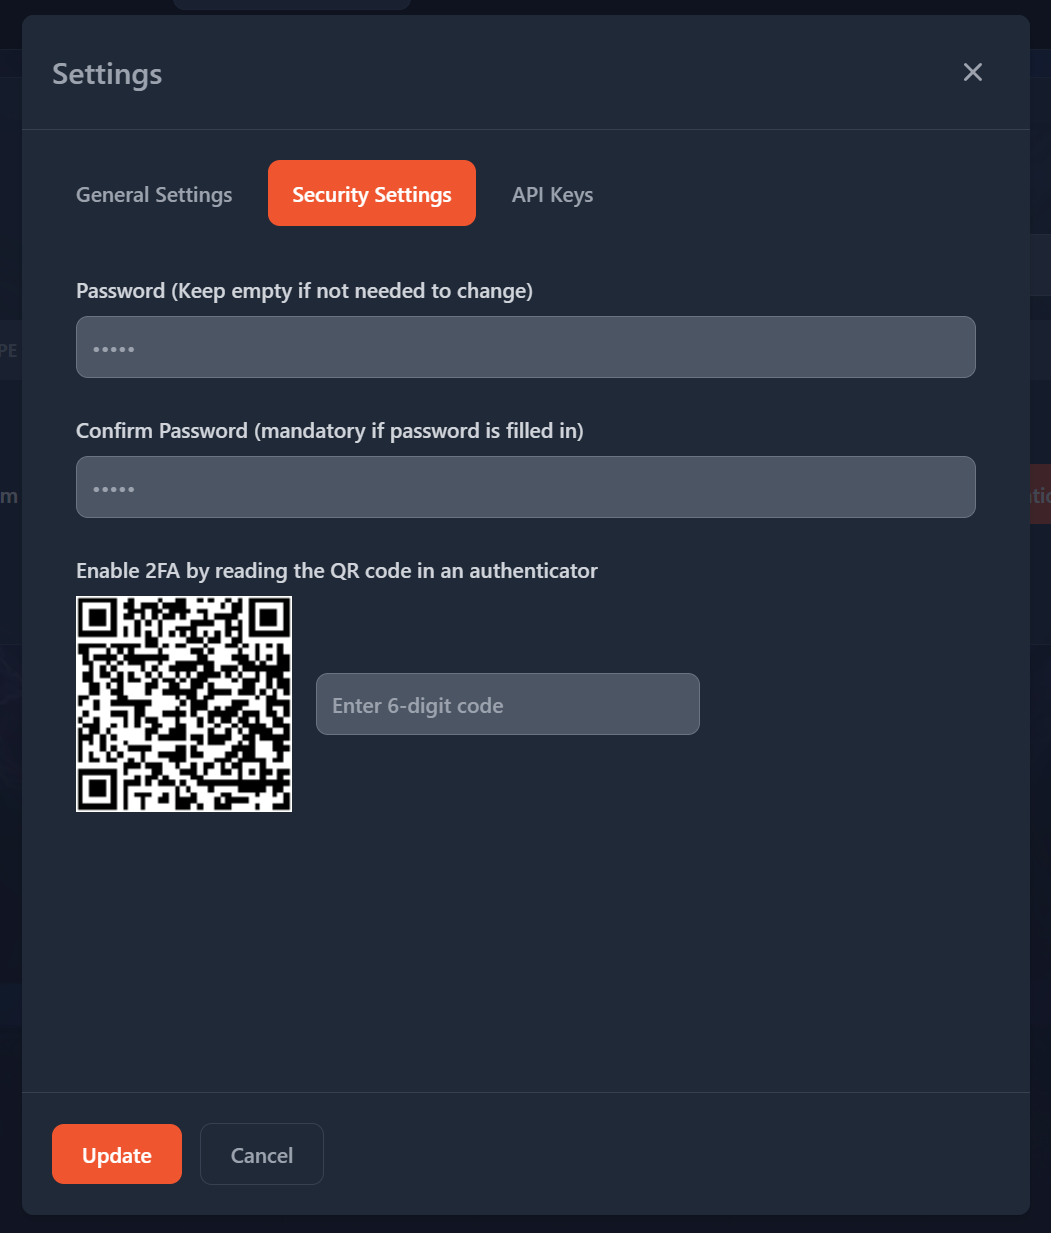 Settings
General Settings
Security Settings
API Keys
Password (Keep empty if not needed to change)
•••••
Confirm Password (mandatory if password is filled in)
•••••
Enable 2FA by reading the QR code in an authenticator
Enter 6-digit code
Update
Cancel